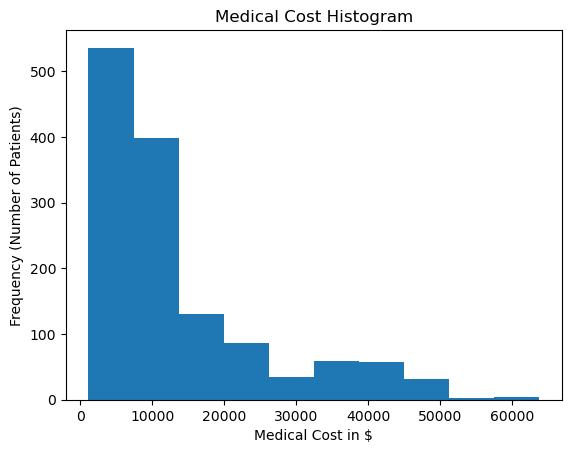 Medical Cost Histogram
Frequency (Number of Patients)
500
400
300
200
100
0
0 10000 20000 30000 40000 50000 60000
Medical Cost in $